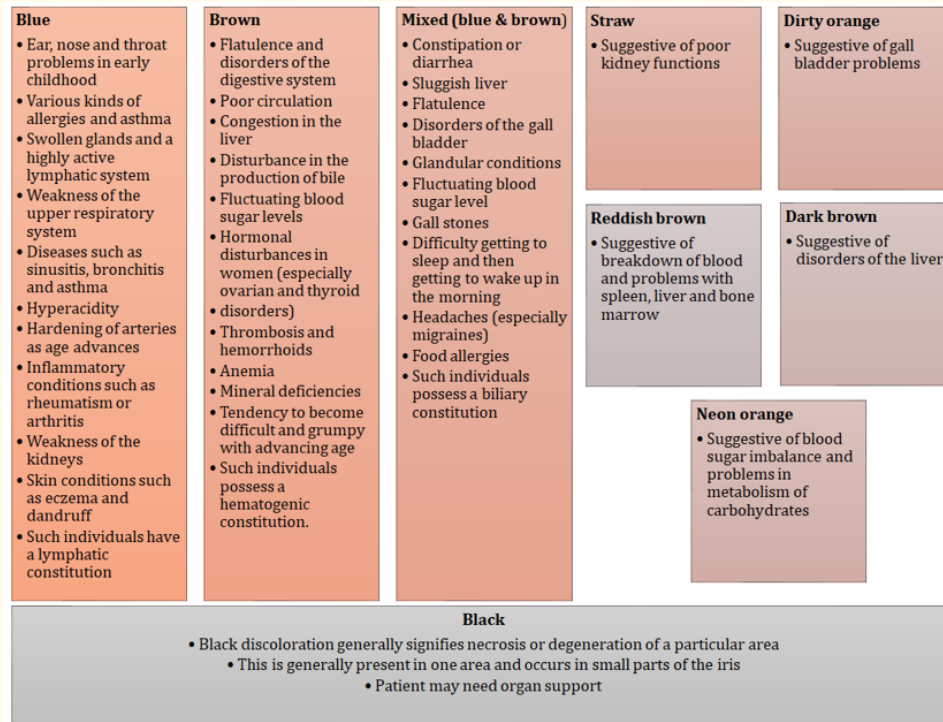 Blue
• Ear, nose and throat
problems in early
childhood
• Various kinds of
allergies and asthma
• Swollen glands and a
highly active
lymphatic system
• Weakness of the
upper respiratory
system
• Diseases such as
sinusitis, bronchitis
and asthma
• Hyperacidity
• Hardening of arteries
as age advances
• Inflammatory
conditions such as
rheumatism or
arthritis
• Weakness of the
kidneys
• Skin conditions such
as eczema and
dandruff
• Such individuals have
a lymphatic
constitution
Brown
• Flatulence and
disorders of the
digestive system
• Poor circulation
• Congestion in the
liver
• Disturbance in the
production of bile
• Fluctuating blood
sugar levels
• Hormonal
disturbances in
women (especially
ovarian and thyroid
• disorders)
• Thrombosis and
hemorrhoids
• Anemia
• Mineral deficiencies
• Tendency to become
difficult and grumpy
with advancing age
• Such individuals
possess a
hematogenic
constitution.
Mixed (blue & brown)
• Constipation or
diarrhea
• Sluggish liver
• Flatulence
• Disorders of the gall
bladder
• Glandular conditions
• Fluctuating blood
sugar level
• Gall stones
• Difficulty getting to
sleep and then
getting to wake up in
the morning
• Headaches (especially
migraines)
• Food allergies
• Such individuals
possess a biliary
constitution
Straw
• Suggestive of poor
kidney functions
Dirty orange
• Suggestive of gall
bladder problems
Reddish brown
• Suggestive of
breakdown of blood
and problems with
spleen, liver and bone
marrow
Dark brown
• Suggestive of
disorders of the liver
Neon orange
• Suggestive of blood
sugar imbalance and
problems in
metabolism of
carbohydrates
Black
• Black discoloration generally signifies necrosis or degeneration of a particular area
• This is generally present in one area and occurs in small parts of the iris
• Patient may need organ support